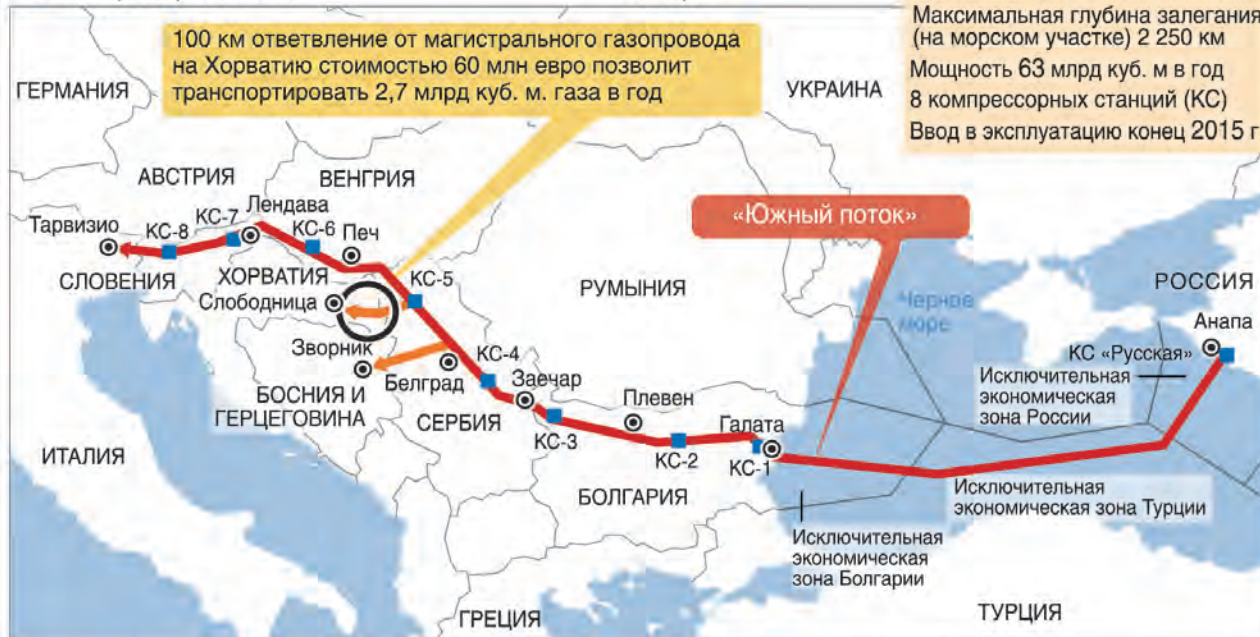 100 км ответвление от магистрального газопровода
на Хорватию стоимостью 60 млн евро позволит
транспортировать 2,7 млрд куб. м. газа в год
Максимальная глубина залегания
(на морском участке) 2 250 км
Мощность 63 млрд куб. м в год
8 компрессорных станций (КС)
Ввод в эксплуатацию конец 2015 г
ГЕРМАНИЯ
УКРАИНА
АВСТРИЯ
ВЕНГРИЯ
Тарвизио
КС-8
КС-7
Лендава
КС-6
Печ
«Южный поток»
СЛОВЕНИЯ
ХОРВАТИЯ
Слободница
КС-5
РУМЫНИЯ
Черное
море
РОССИЯ
Анапа
КС «Русская»
Зворник
Белград
КС-4
Заечар
БОСНИЯ И
ГЕРЦЕГОВИНА
СЕРБИЯ
КС-3
Плевен
КС-2
Галата
КС-1
Исключительная
экономическая
зона России
ИТАЛИЯ
БОЛГАРИЯ
Исключительная
экономическая зона Турции
Исключительная
экономическая
зона Болгарии
ГРЕЦИЯ
ТУРЦИЯ